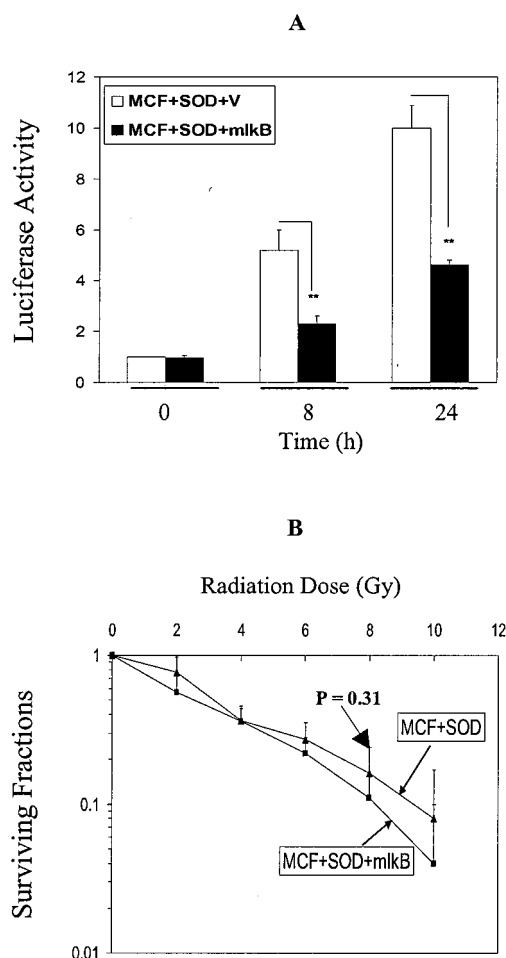 A
12
10
8
6
4
2
0
Luciferase Activity
MCF+SOD+V
MCF+SOD+mIkB
**
**
0 8 24
Time (h)
B
Radiation Dose (Gy)
0 2 4 6 8 10 12
1
0.1
0.01
Surviving Fractions
P = 0.31
MCF+SOD
MCF+SOD+mIkB